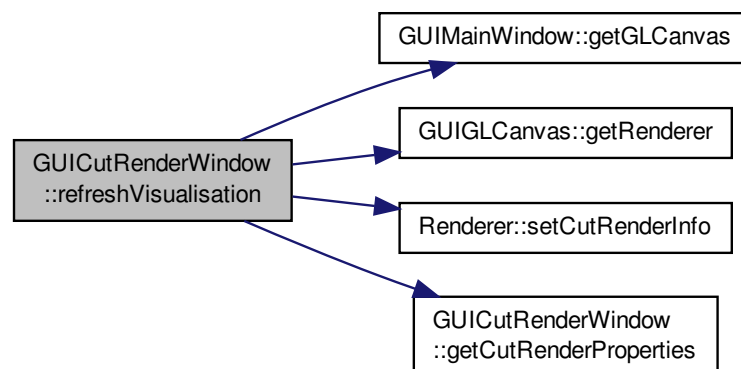 GUIMainWindow::getGLCanvas
GUIGLCanvas::getRenderer
GUICutRenderWindow
::refreshVisualisation
Renderer::setCutRenderInfo
GUICutRenderWindow
::getCutRenderProperties